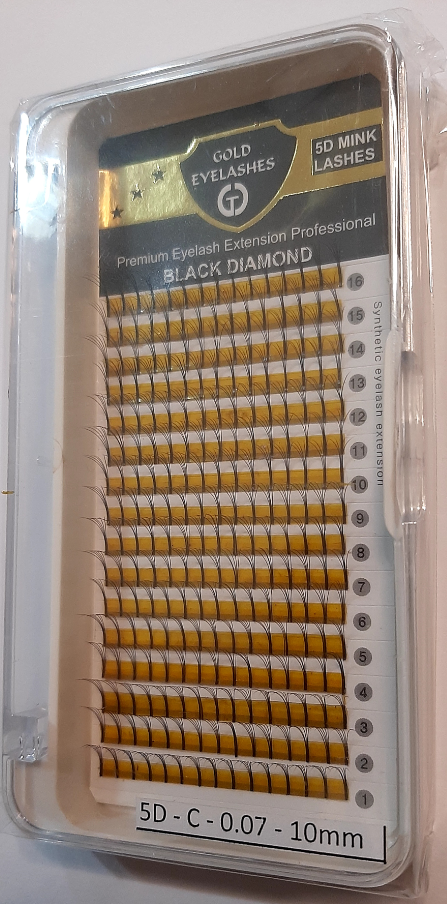 GOLD
EYELASHES
G
5D MINK
LASHES
Premium Eyelash Extension Professional
BLACK DIAMOND
16
15
14
13
12
11
10
9
8
7
6
5
4
3
2
1
Synthetic eyelash extension
5D - C - 0.07 - 10mm